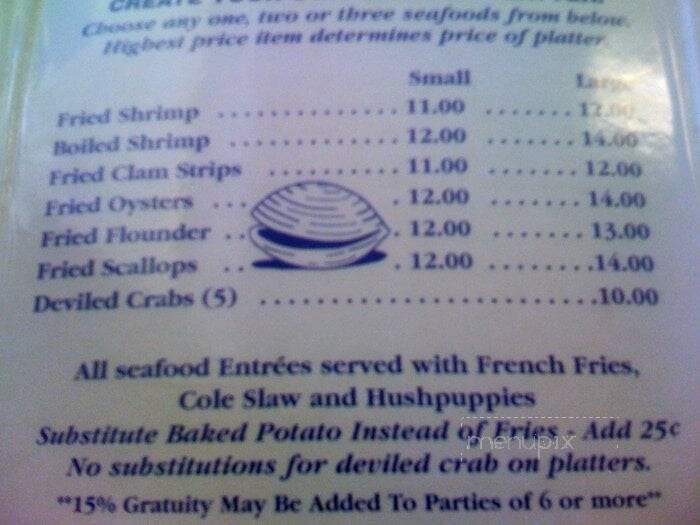 Choose any one, two or three seafoods from below.
Highest price item determines price of platter.
Small Large
Fried Shrimp .............. 11.00 ....... 12.00
Boiled Shrimp ............. 12.00 ....... 14.00
Fried Clam Strips .......... 11.00 ....... 12.00
Fried Oysters ... . 12.00 ....... 14.00
Fried Flounder .. . 12.00 ....... 13.00
Fried Scallops .. . 12.00 ........14.00
Deviled Crabs (5) ..........................10.00
All seafood Entrées served with French Fries,
Cole Slaw and Hushpuppies
Substitute Baked Potato Instead of Fries - Add 25¢
menupix
No substitutions for deviled crab on platters.
**15% Gratuity May Be Added To Parties of 6 or more**